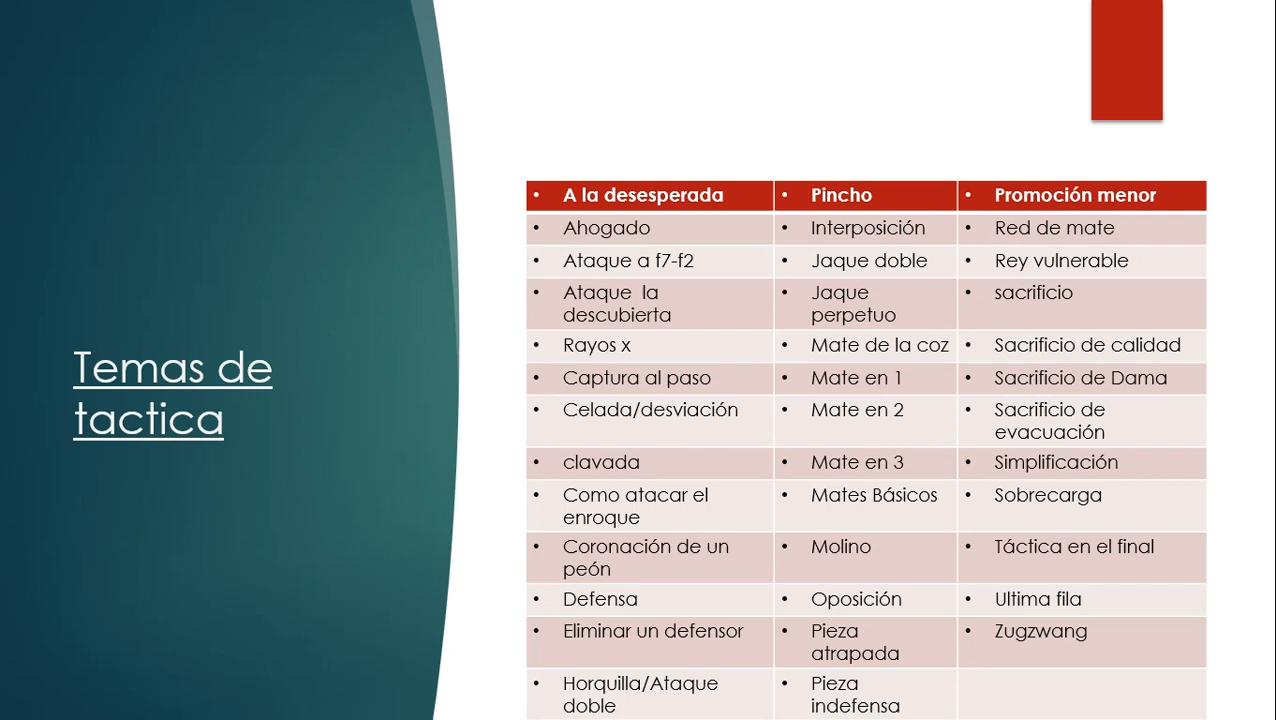 Temas de
tactica
• A la desesperada • Pincho • Promoción menor
• Ahogado • Interposición • Red de mate
• Ataque a f7-f2 • Jaque doble • Rey vulnerable
• Ataque la descubierta • Jaque perpetuo • sacrificio
• Rayos x • Mate de la coz • Sacrificio de calidad
• Captura al paso • Mate en 1 • Sacrificio de Dama
• Celada/desviación • Mate en 2 • Sacrificio de evacuación
• clavada • Mate en 3 • Simplificación
• Como atacar el enroque • Mates Básicos • Sobrecarga
• Coronación de un peón • Molino • Táctica en el final
• Defensa • Oposición • Ultima fila
• Eliminar un defensor • Pieza atrapada • Zugzwang
• Horquilla/Ataque doble • Pieza indefensa